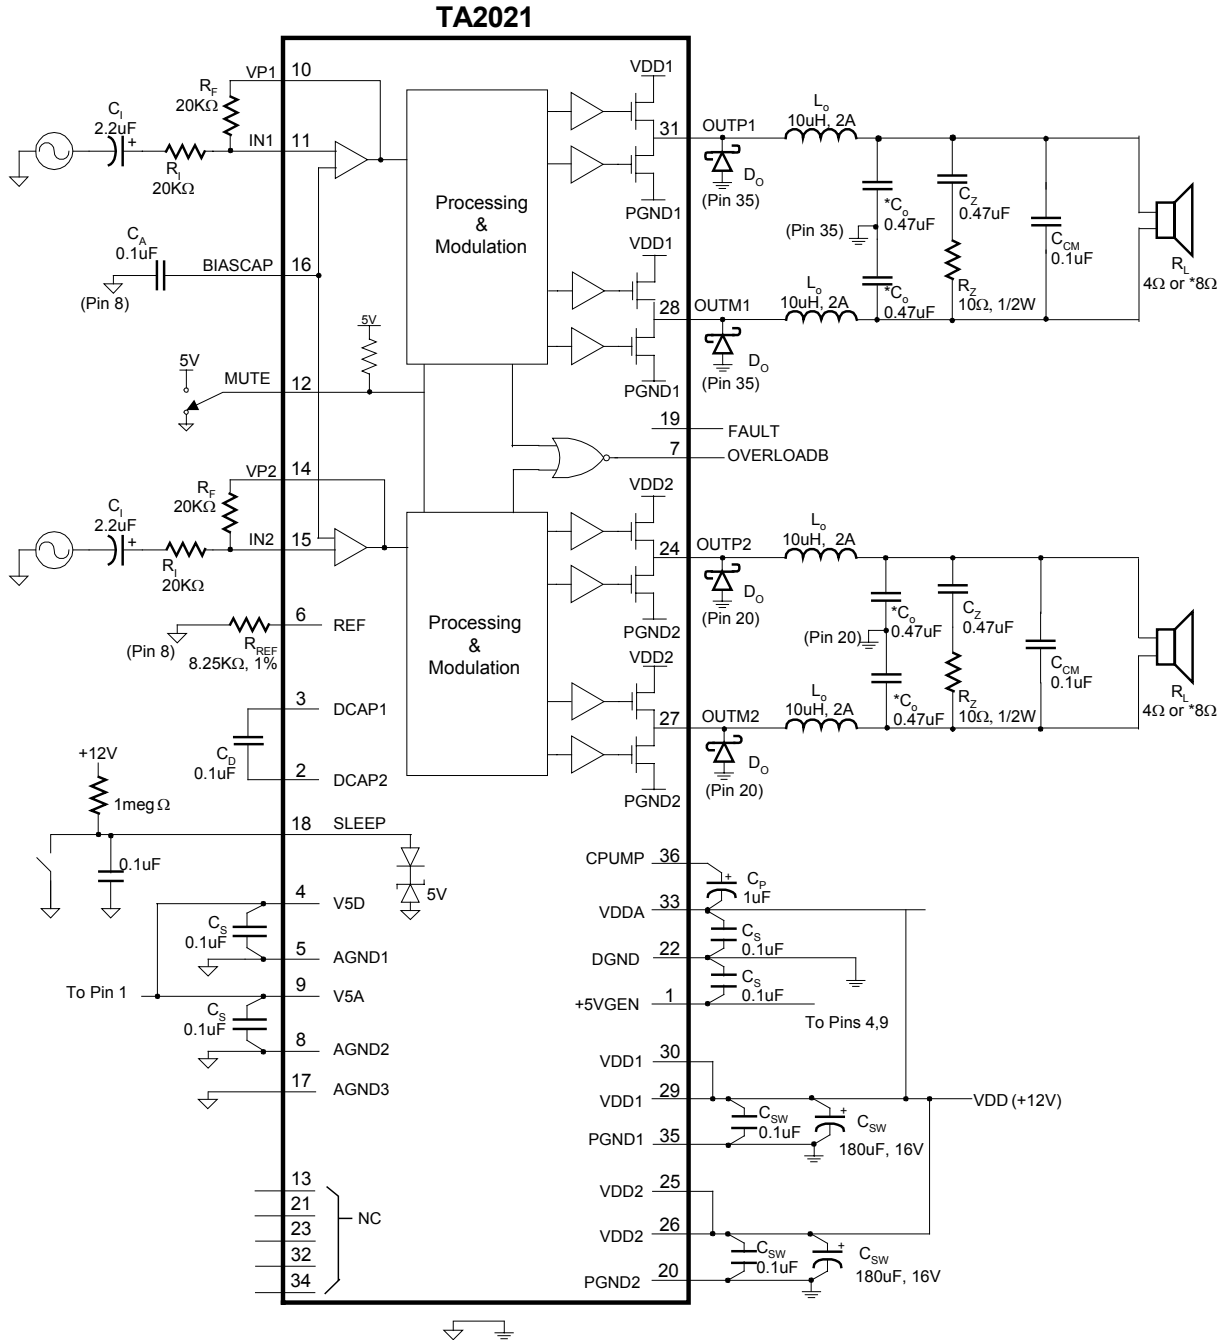 TA2021
VP1 10
R_F
20KΩ
C_I
2.2uF
+
IN1 11
R_I
20KΩ
C_A
0.1uF
BIASCAP 16
(Pin 8)
5V
5V
MUTE 12
Processing
&
Modulation
VDD1
31 OUTP1
L_o
10uH, 2A
D_O
(Pin 35)
PGND1
*C_o
0.47uF
C_Z
0.47uF
(Pin 35)
C_CM
0.1uF
R_L
4Ω or *8Ω
VDD1
*C_o
0.47uF
R_Z
10Ω, 1/2W
28 OUTM1
L_o
10uH, 2A
D_O
(Pin 35)
PGND1
19 FAULT
7 OVERLOADB
VP2 14
R_F
20KΩ
C_I
2.2uF
+
IN2 15
R_I
20KΩ
6 REF
(Pin 8)
R_REF
8.25KΩ, 1%
Processing
&
Modulation
VDD2
24 OUTP2
L_o
10uH, 2A
D_O
(Pin 20)
PGND2
*C_o
0.47uF
C_Z
0.47uF
(Pin 20)
C_CM
0.1uF
R_L
4Ω or *8Ω
VDD2
*C_o
0.47uF
R_Z
10Ω, 1/2W
27 OUTM2
L_o
10uH, 2A
D_O
(Pin 20)
PGND2
3 DCAP1
C_D
0.1uF
2 DCAP2
+12V
1meg Ω
18 SLEEP
0.1uF
5V
4 V5D
C_S
0.1uF
5 AGND1
To Pin 1
9 V5A
C_S
0.1uF
8 AGND2
17 AGND3
CPUMP 36
+
C_P
1uF
VDDA 33
C_S
0.1uF
DGND 22
C_S
0.1uF
+5VGEN 1
To Pins 4,9
VDD1 30
VDD1 29
VDD (+12V)
C_SW
0.1uF
+
C_SW
180uF, 16V
PGND1 35
VDD2 25
VDD2 26
C_SW
0.1uF
+
C_SW
180uF, 16V
PGND2 20
13
21
23
32
34
NC